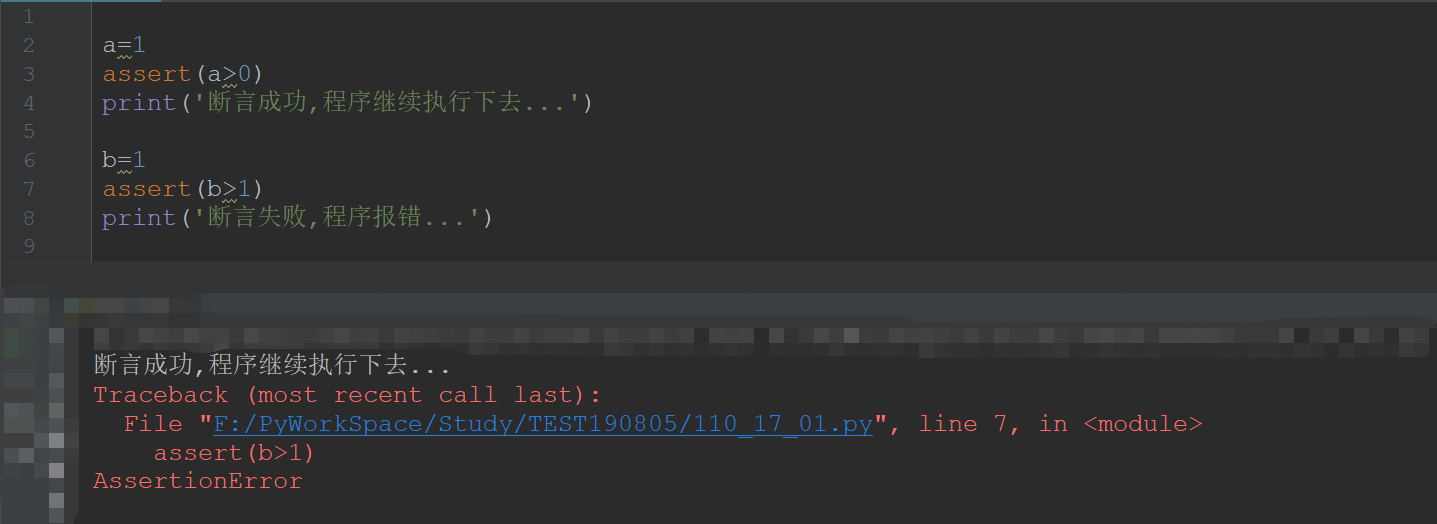 1
2 a=1
3 assert(a>0)
4 print('断言成功,程序继续执行下去...')
5
6 b=1
7 assert(b>1)
8 print('断言失败,程序报错...')
9
断言成功,程序继续执行下去...
Traceback (most recent call last):
  File "F:/PyWorkSpace/Study/TEST190805/110_17_01.py", line 7, in <module>
    assert(b>1)
AssertionError